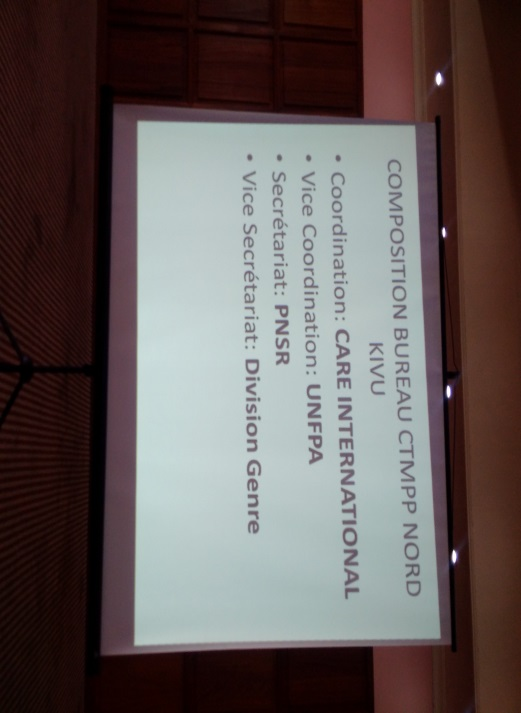 COMPOSITION BUREAU CTMPP NORD
KIVU
• Coordination: CARE INTERNATIONAL
• Vice Coordination: UNFPA
• Secrétariat: PNSR
• Vice Secrétariat: Division Genre